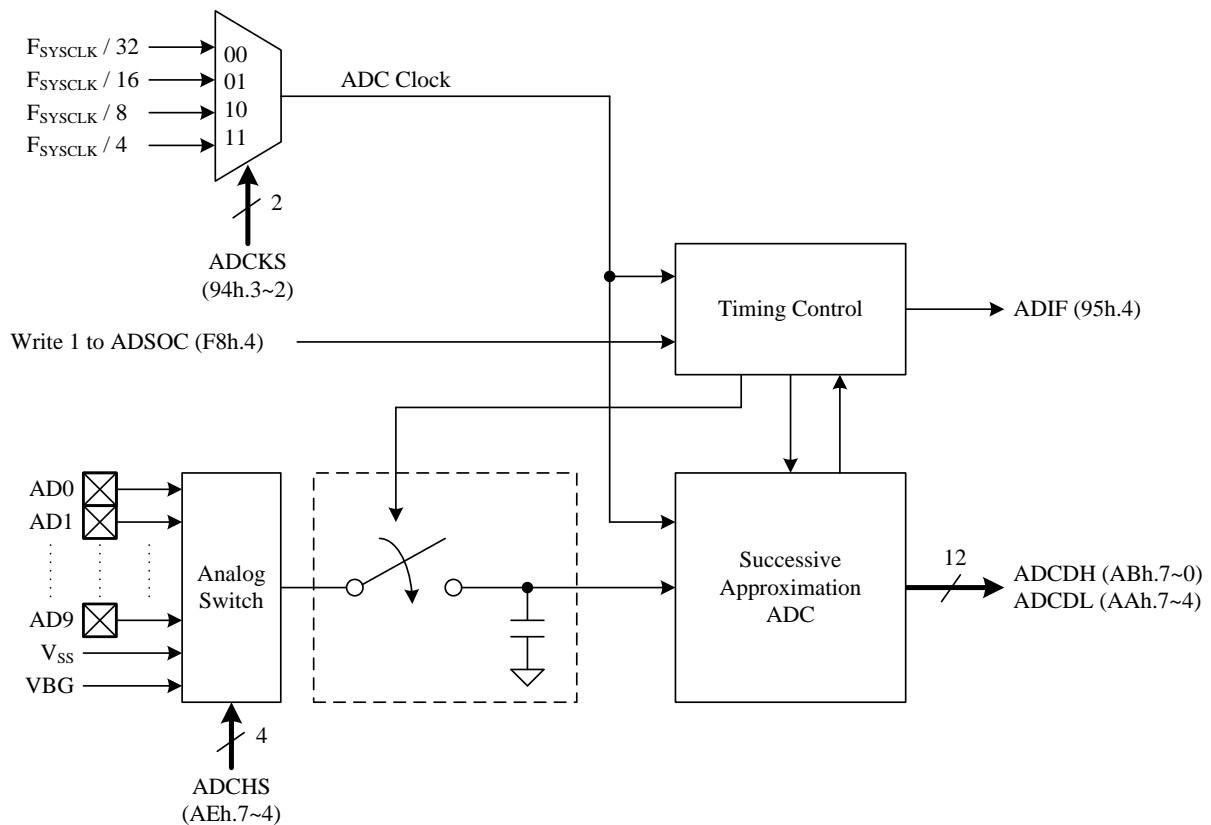 F_SYSCLK / 32
F_SYSCLK / 16
F_SYSCLK / 8
F_SYSCLK / 4
00
01
10
11
ADC Clock
2
ADCKS
(94h.3~2)
Timing Control
ADIF (95h.4)
Write 1 to ADSOC (F8h.4)
AD0
AD1
AD9
V_SS
VBG
Analog
Switch
4
ADCHS
(AEh.7~4)
Successive
Approximation
ADC
12
ADCDH (ABh.7~0)
ADCDL (AAh.7~4)